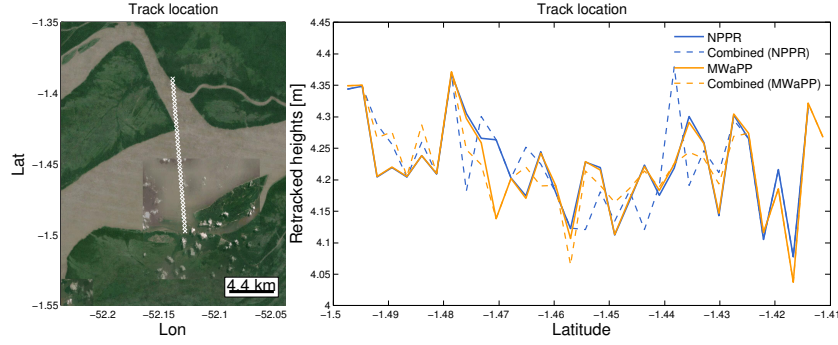 Track location
Lat
−1.35
−1.4
−1.45
−1.5
−1.55
4.4 km
−52.2
−52.15
−52.1
−52.05
Lon
Track location
Retracked heights [m]
4.45
4.4
4.35
4.3
4.25
4.2
4.15
4.1
4.05
4
NPPR
Combined (NPPR)
MWaPP
Combined (MWaPP)
−1.5
−1.49
−1.48
−1.47
−1.46
−1.45
−1.44
−1.43
−1.42
−1.41
Latitude